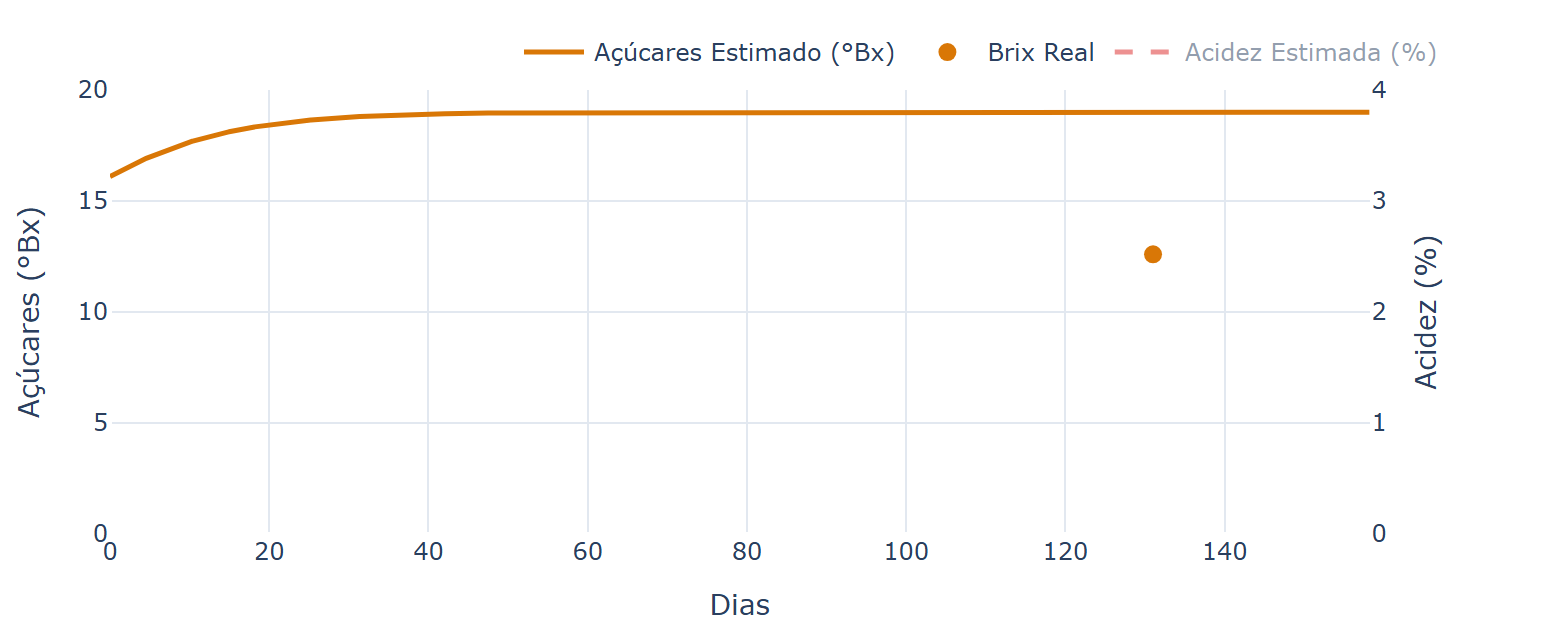 Açúcares Estimado (°Bx) Brix Real Acidez Estimada (%)
20 4
15 3
10 2
5 1
0 0
Açúcares (°Bx)
Acidez (%)
0 20 40 60 80 100 120 140
Dias